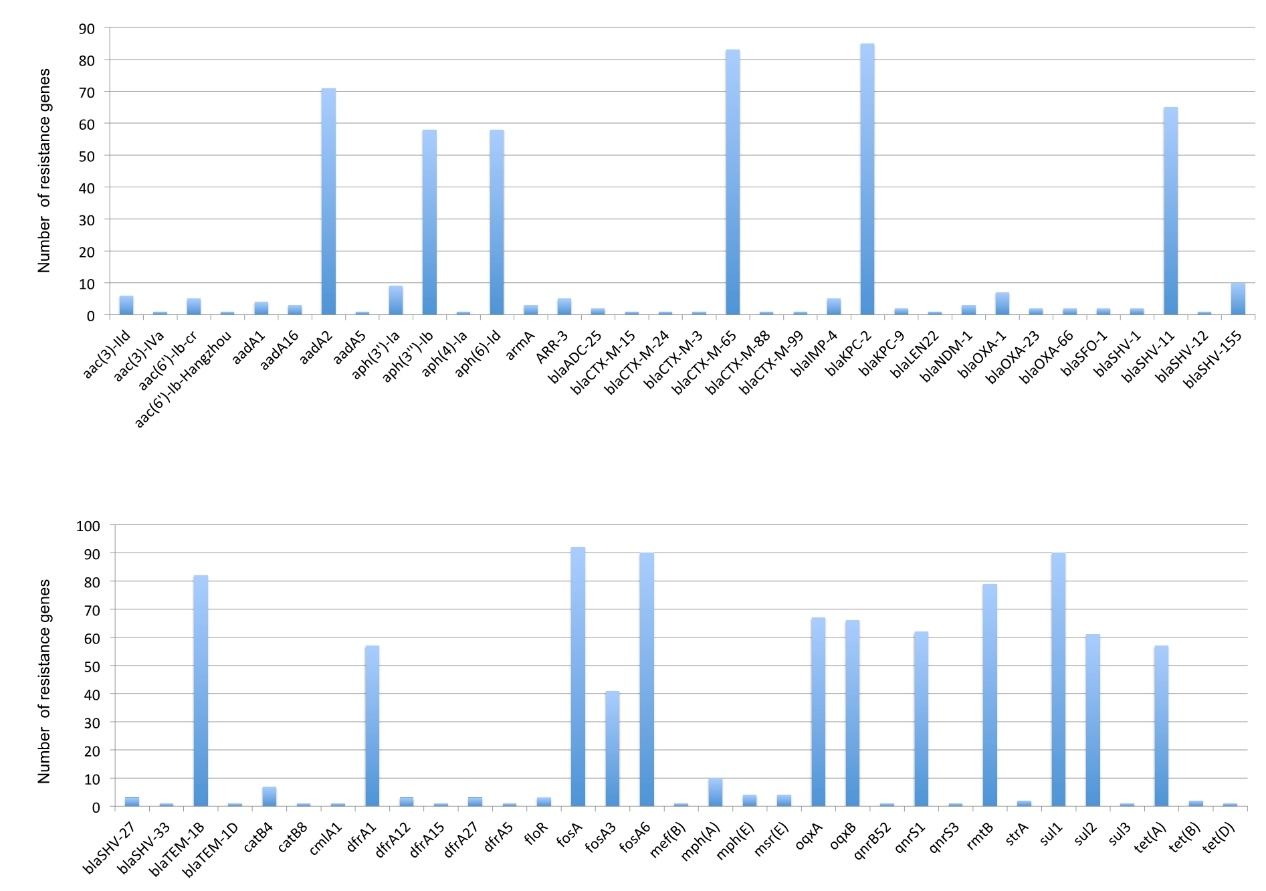 Number of resistance genes
90
80
70
60
50
40
30
20
10
0
aac(3)-IId
aac(3)-IVa
aac(6')-Ib-cr
aac(6')-Ib-Hangzhou
aadA1
aadA16
aadA2
aadA5
aph(3')-Ia
aph(3'')-Ib
aph(4)-Ia
aph(6)-Id
armA
ARR-3
blaADC-25
blaCTX-M-15
blaCTX-M-24
blaCTX-M-3
blaCTX-M-65
blaCTX-M-88
blaCTX-M-99
blaIMP-4
blaKPC-2
blaKPC-9
blaLEN22
blaNDM-1
blaOXA-1
blaOXA-23
blaOXA-66
blaSFO-1
blaSHV-1
blaSHV-11
blaSHV-12
blaSHV-155
Number of resistance genes
100
90
80
70
60
50
40
30
20
10
0
blaSHV-27
blaSHV-33
blaTEM-1B
blaTEM-1D
catB4
catB8
cmlA1
dfrA1
dfrA12
dfrA15
dfrA27
dfrA5
floR
fosA
fosA3
fosA6
mef(B)
mph(A)
mph(E)
msr(E)
oqxA
oqxB
qnrB52
qnrS1
qnrS3
rmtB
strA
sul1
sul2
sul3
tet(A)
tet(B)
tet(D)